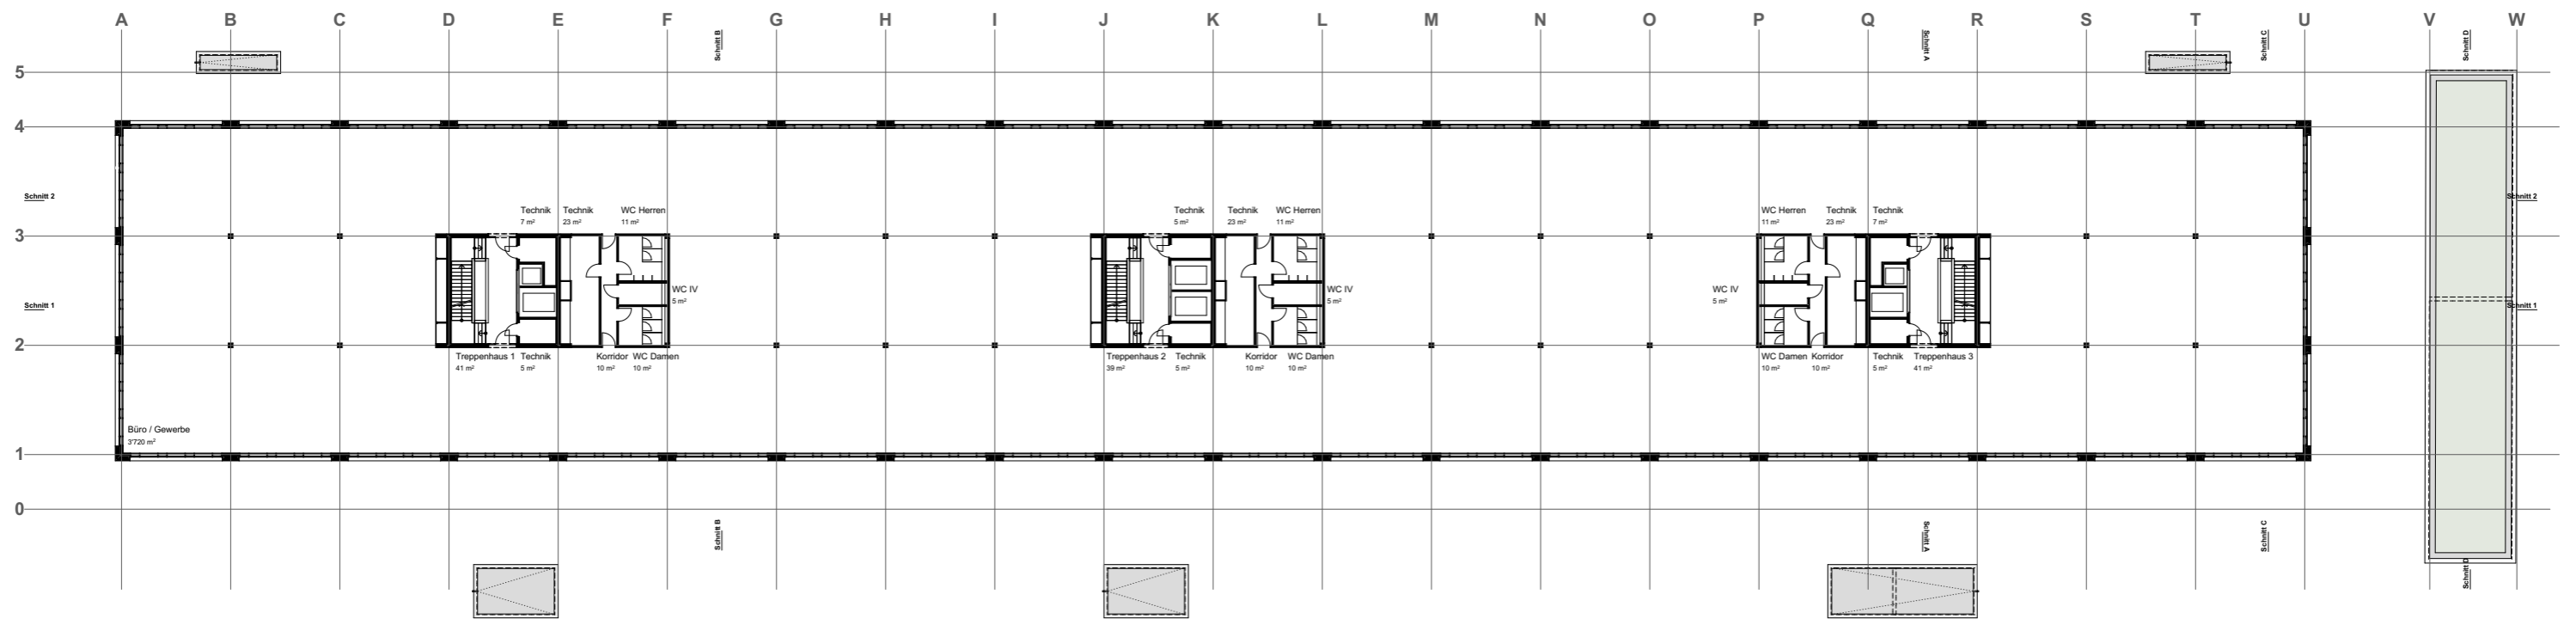 A B C D E F G H I J K L M N O P Q R S T U V W
Schnitt B
Schnitt A
Schnitt C
Schnitt D
5
4
Schnitt 2
Schnitt 2
Technik Technik WC Herren
7 m² 23 m² 11 m²
Technik Technik WC Herren
5 m² 23 m² 11 m²
WC Herren Technik Technik
11 m² 23 m² 7 m²
3
WC IV
5 m²
WC IV
5 m²
WC IV
5 m²
Schnitt 1
Schnitt 1
2
Treppenhaus 1 Technik Korridor WC Damen
41 m² 5 m² 10 m² 10 m²
Treppenhaus 2 Technik Korridor WC Damen
39 m² 5 m² 10 m² 10 m²
WC Damen Korridor Technik Treppenhaus 3
10 m² 10 m² 5 m² 41 m²
Büro / Gewerbe
3'720 m²
1
0
Schnitt B
Schnitt A
Schnitt C
Schnitt D